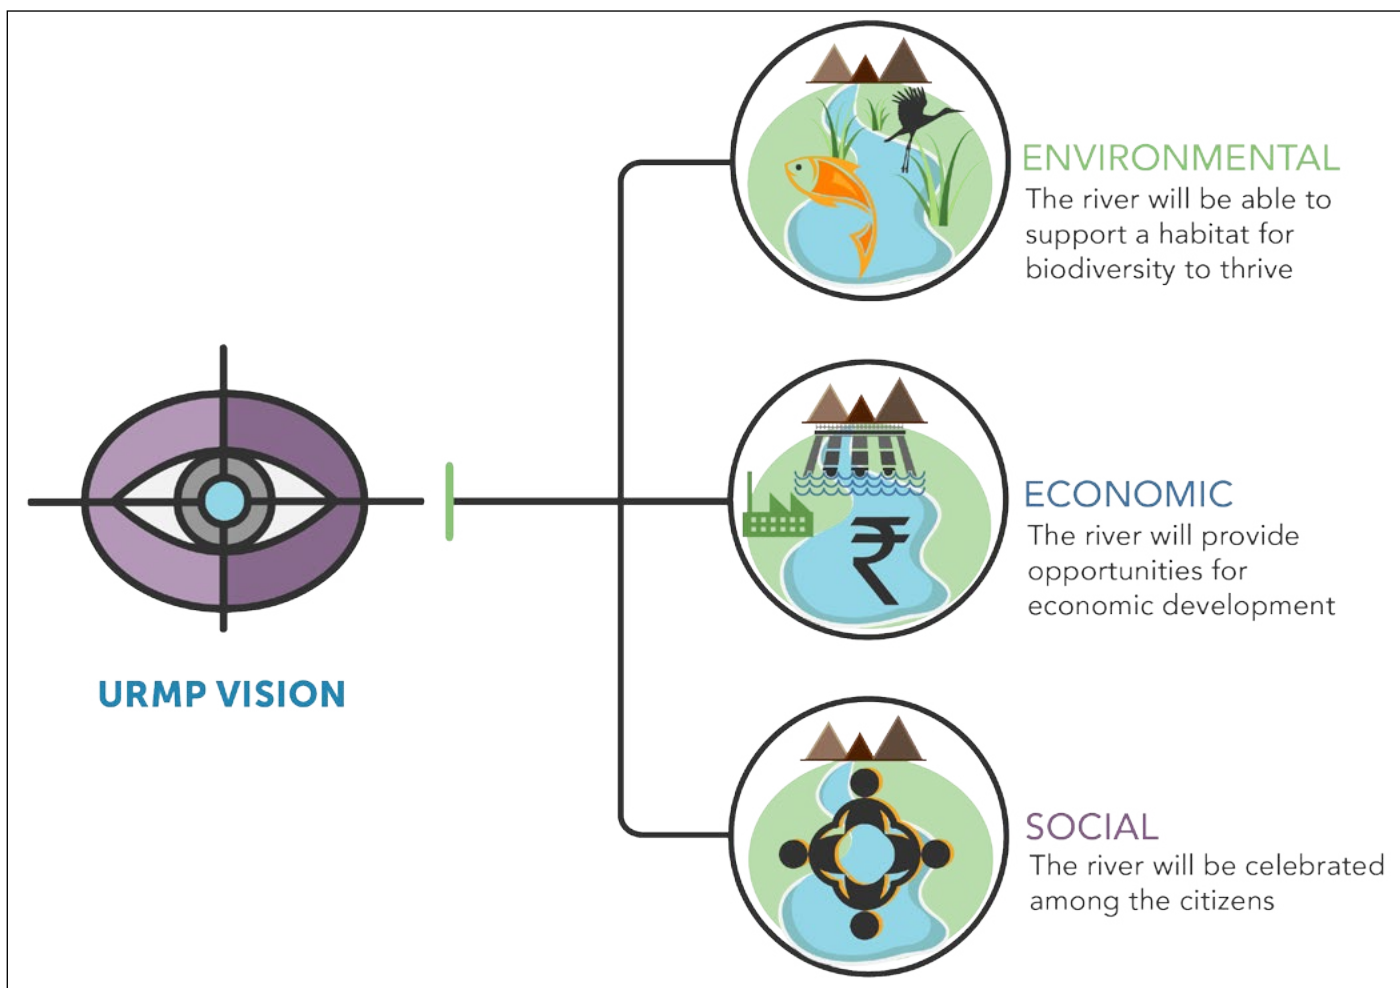 URMP VISION
ENVIRONMENTAL
The river will be able to
support a habitat for
biodiversity to thrive
₹
ECONOMIC
The river will provide
opportunities for
economic development
SOCIAL
The river will be celebrated
among the citizens